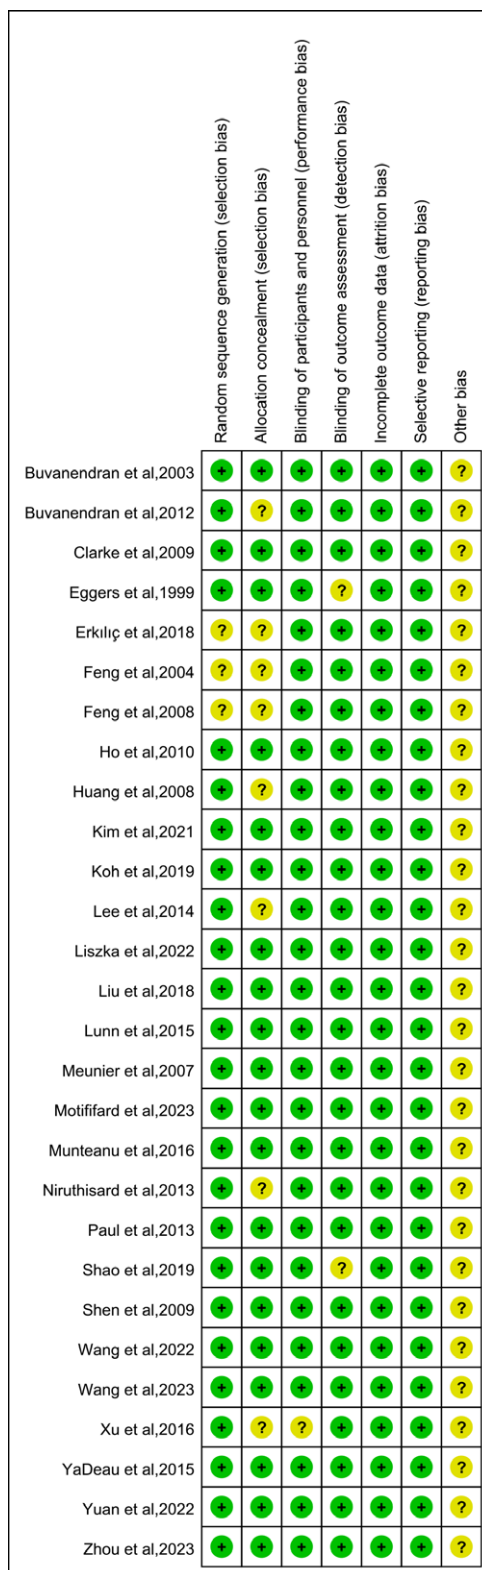 Random sequence generation (selection bias)
Allocation concealment (selection bias)
Blinding of participants and personnel (performance bias)
Blinding of outcome assessment (detection bias)
Incomplete outcome data (attrition bias)
Selective reporting (reporting bias)
Other bias
Buvanendran et al,2003 + + + + + + ?
Buvanendran et al,2012 + ? + + + + ?
Clarke et al,2009 + + + + + + ?
Eggers et al,1999 + + + ? + + ?
Erkılıç et al,2018 ? ? + + + + ?
Feng et al,2004 ? ? + + + + ?
Feng et al,2008 ? ? + + + + ?
Ho et al,2010 + + + + + + ?
Huang et al,2008 + ? + + + + ?
Kim et al,2021 + + + + + + ?
Koh et al,2019 + + + + + + ?
Lee et al,2014 + ? + + + + ?
Liszka et al,2022 + + + + + + ?
Liu et al,2018 + + + + + + ?
Lunn et al,2015 + + + + + + ?
Meunier et al,2007 + + + + + + ?
Motififard et al,2023 + + + + + + ?
Munteanu et al,2016 + + + + + + ?
Niruthisard et al,2013 + ? + + + + ?
Paul et al,2013 + + + + + + ?
Shao et al,2019 + + + ? + + ?
Shen et al,2009 + + + + + + ?
Wang et al,2022 + + + + + + ?
Wang et al,2023 + + + + + + ?
Xu et al,2016 + ? ? + + + ?
YaDeau et al,2015 + + + + + + ?
Yuan et al,2022 + + + + + + ?
Zhou et al,2023 + + + + + + ?